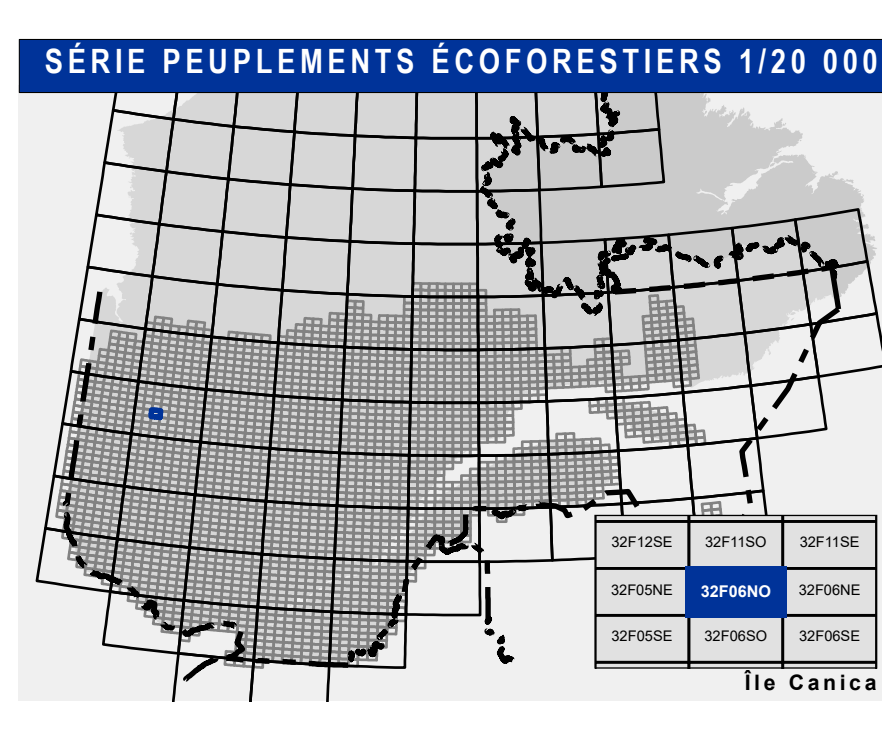 SÉRIE PEUPLEMENTS ÉCOFORESTIERS 1/20 000
32F12SE 32F11SO 32F11SE
32F05NE 32F06NO 32F06NE
32F05SE 32F06SO 32F06SE
Île Canica